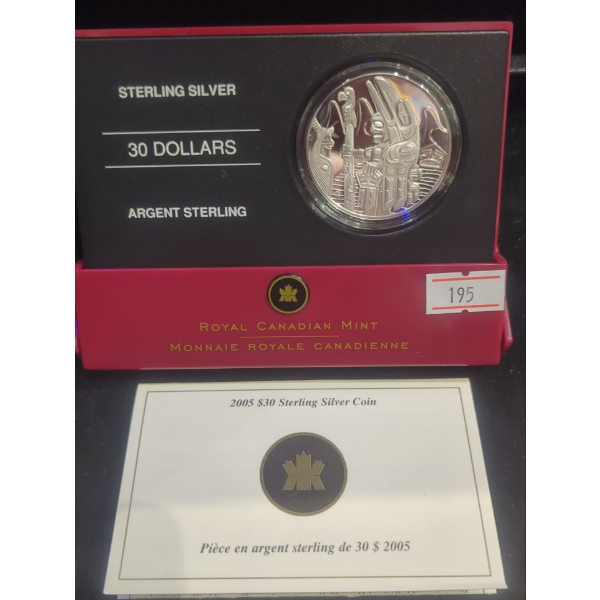 STERLING SILVER
30 DOLLARS
ARGENT STERLING
195
ROYAL CANADIAN MINT
MONNAIE ROYALE CANADIENNE
2005 $30 Sterling Silver Coin
Pièce en argent sterling de 30 $ 2005